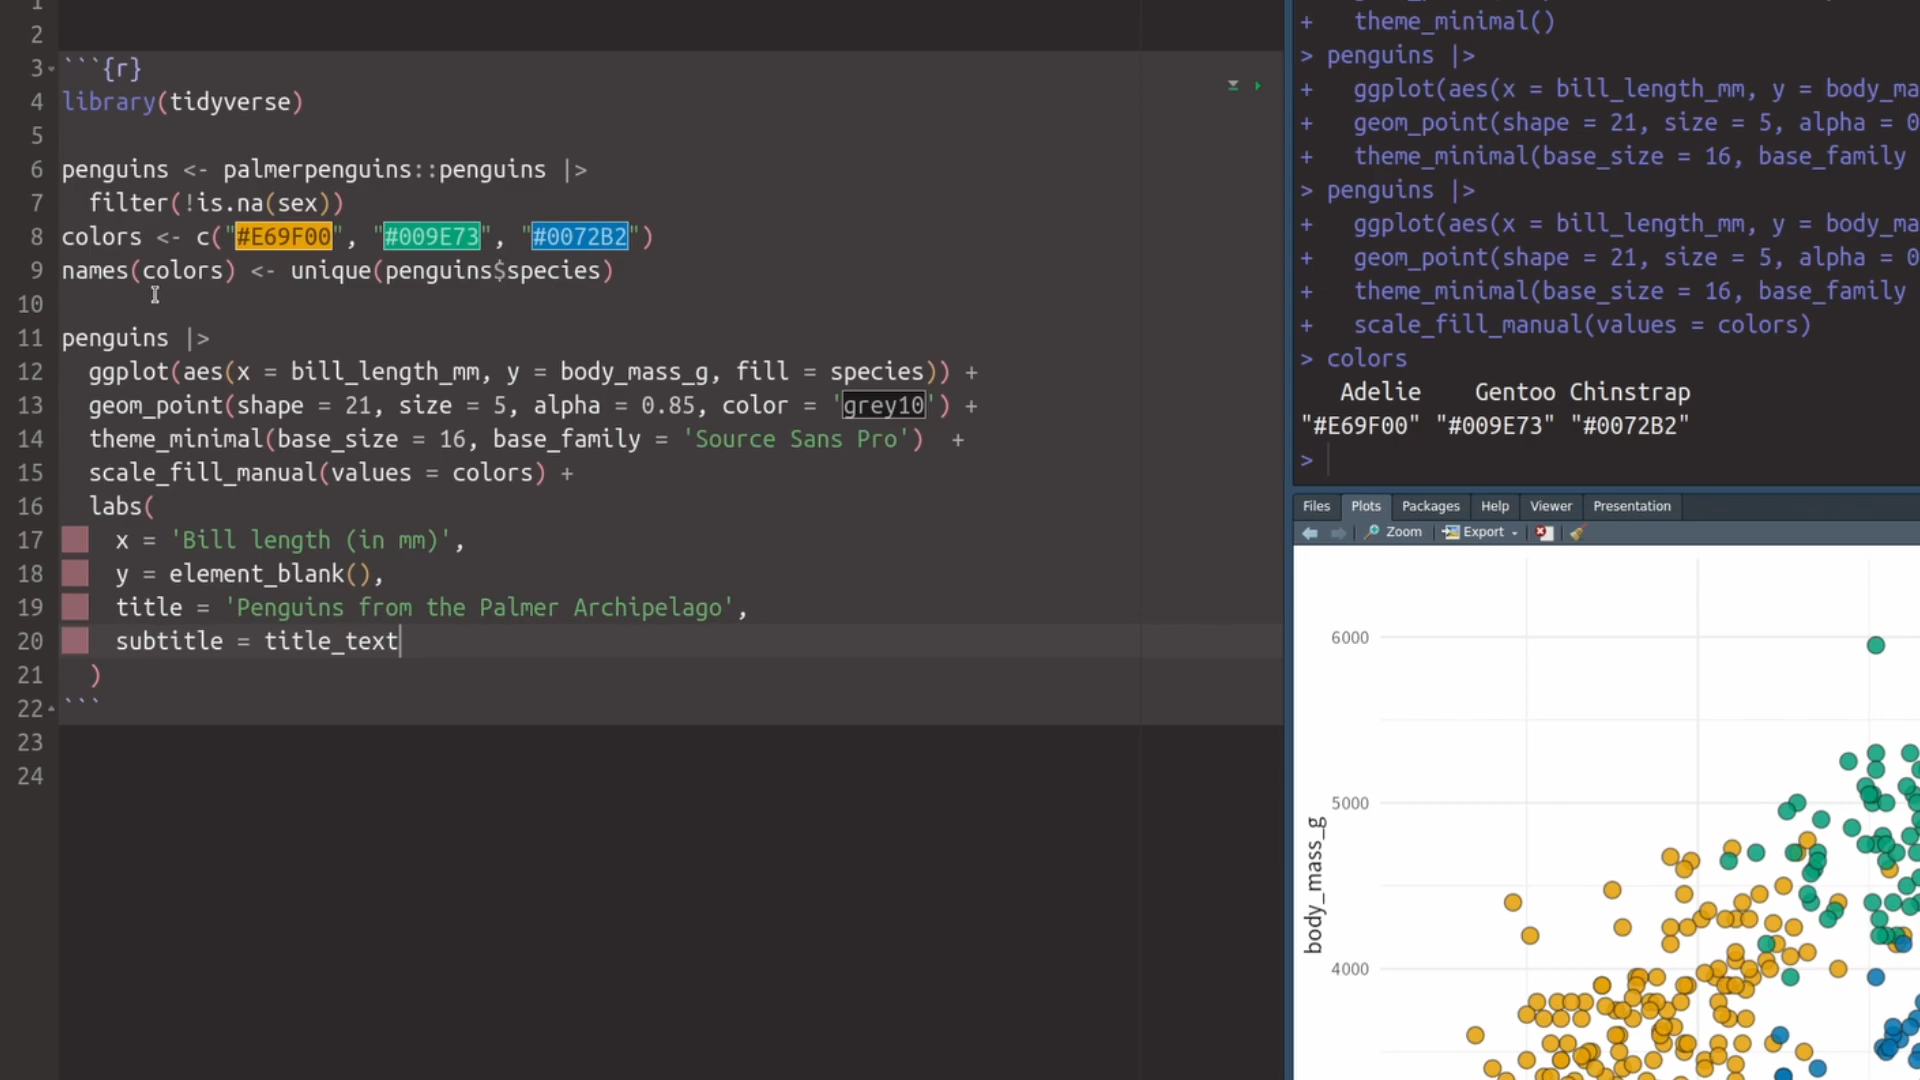 1
2
3 ```{r}
4 library(tidyverse)
5
6 penguins <- palmerpenguins::penguins |>
7   filter(!is.na(sex))
8 colors <- c("#E69F00", "#009E73", "#0072B2")
9 names(colors) <- unique(penguins$species)
10
11 penguins |>
12   ggplot(aes(x = bill_length_mm, y = body_mass_g, fill = species)) +
13   geom_point(shape = 21, size = 5, alpha = 0.85, color = 'grey10') +
14   theme_minimal(base_size = 16, base_family = 'Source Sans Pro')  +
15   scale_fill_manual(values = colors) +
16   labs(
17     x = 'Bill length (in mm)',
18     y = element_blank(),
19     title = 'Penguins from the Palmer Archipelago',
20     subtitle = title_text
21   )
22 ```
23
24
+   theme_minimal()
> penguins |>
+   ggplot(aes(x = bill_length_mm, y = body_ma
+   geom_point(shape = 21, size = 5, alpha = 0
+   theme_minimal(base_size = 16, base_family
> penguins |>
+   ggplot(aes(x = bill_length_mm, y = body_ma
+   geom_point(shape = 21, size = 5, alpha = 0
+   theme_minimal(base_size = 16, base_family
+   scale_fill_manual(values = colors)
> colors
   Adelie    Gentoo Chinstrap
"#E69F00" "#009E73" "#0072B2"
>
Files Plots Packages Help Viewer Presentation
Zoom Export
6000
5000
body_mass_g
4000